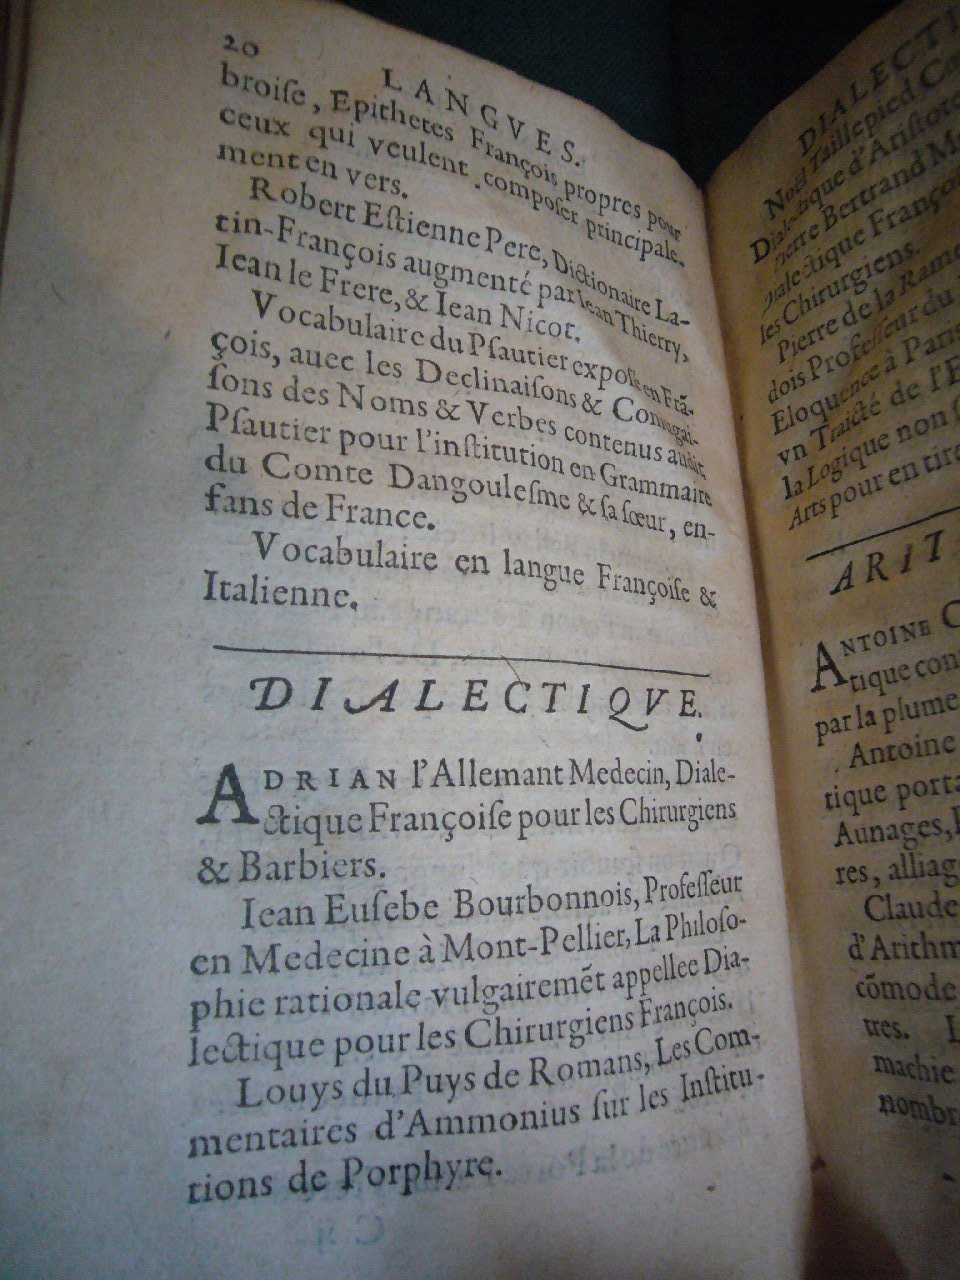 20
LANGVES.
broiſe, Epithetes François propres pour
ceux qui veulent composer principale-
ment en vers.
Robert Eſtienne Pere, Dictionaire La-
tin-François augmenté par Iean Thierry,
Iean le Frere, & Iean Nicot.
Vocabulaire du Pſautier expoſé en Frã-
çois, auec les Declinaiſons & Coniugai-
ſons des Noms & Verbes contenus audit
Pſautier pour l'inſtitution en Grammaire
du Comte Dangouleſme & ſa ſœur, en-
fans de France.
Vocabulaire en langue Françoiſe &
Italienne.
DIALECTIQVE.
ADRIAN l'Allemant Medecin, Diale-
ctique Françoiſe pour les Chirurgiens
& Barbiers.
Iean Euſebe Bourbonnois, Profeſſeur
en Medecine à Mont-Pellier, La Philoſo-
phie rationale vulgairemẽt appellee Dia-
lectique pour les Chirurgiens François.
Louys du Puys de Romans, Les Com-
mentaires d'Ammonius ſur les Inſtitu-
tions de Porphyre.
DIALECTI
Noël Taillepied
Dialectique d'Ariſtot
Pierre Bertrand
Dialectique Franço
les Chirurgiens.
Pierre de la Rame
dois Profeſſeur du
Eloquence à Paris
vn Traicté de l'E
la Logique non
Arts pour en tire
ARIT
ANTOINE C
tique con
par la plume
Antoine
tique porta
Aunages,
res, alliag
Claude
d'Arithm
cõmode
tres.
machie
nombr